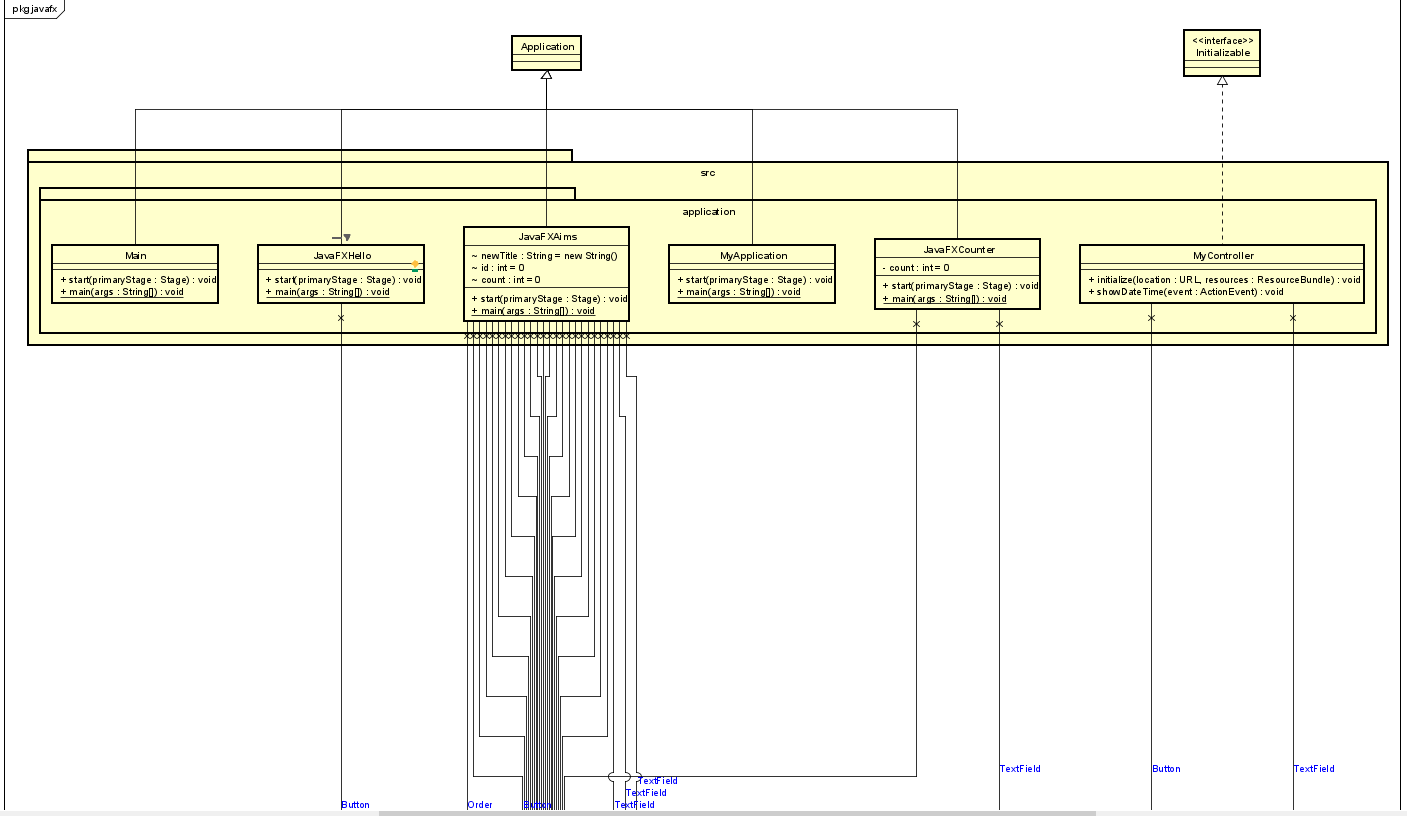 pkg javafx
Application
<<interface>>
Initializable
src
application
Main
+ start(primaryStage : Stage) : void
+ main(args : String[]) : void
JavaFXHello
+ start(primaryStage : Stage) : void
+ main(args : String[]) : void
JavaFXAims
~ newTitle : String = new String()
~ id : int = 0
~ count : int = 0
+ start(primaryStage : Stage) : void
+ main(args : String[]) : void
MyApplication
+ start(primaryStage : Stage) : void
+ main(args : String[]) : void
JavaFXCounter
- count : int = 0
+ start(primaryStage : Stage) : void
+ main(args : String[]) : void
MyController
+ initialize(location : URL, resources : ResourceBundle) : void
+ showDateTime(event : ActionEvent) : void
TextField
Button
TextField
TextField
TextField
Button
Order
Button
TextField